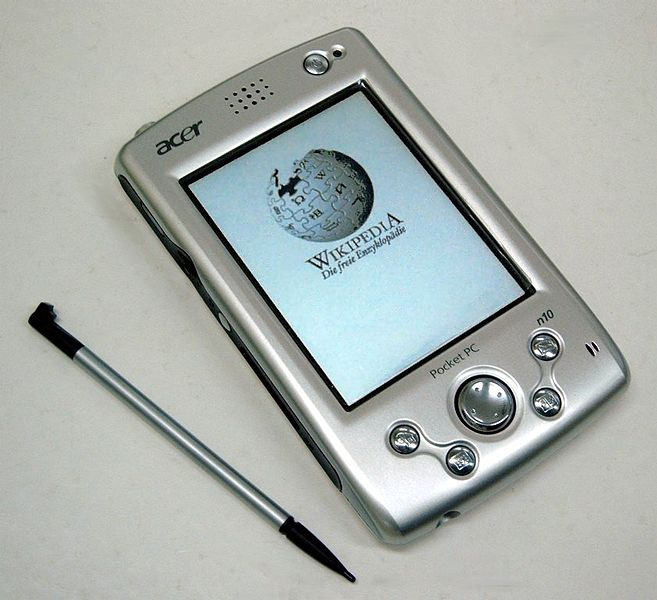 acer
Ω
W
WIKIPEDIA
Die freie Enzyklopädie
Pocket PC
n10